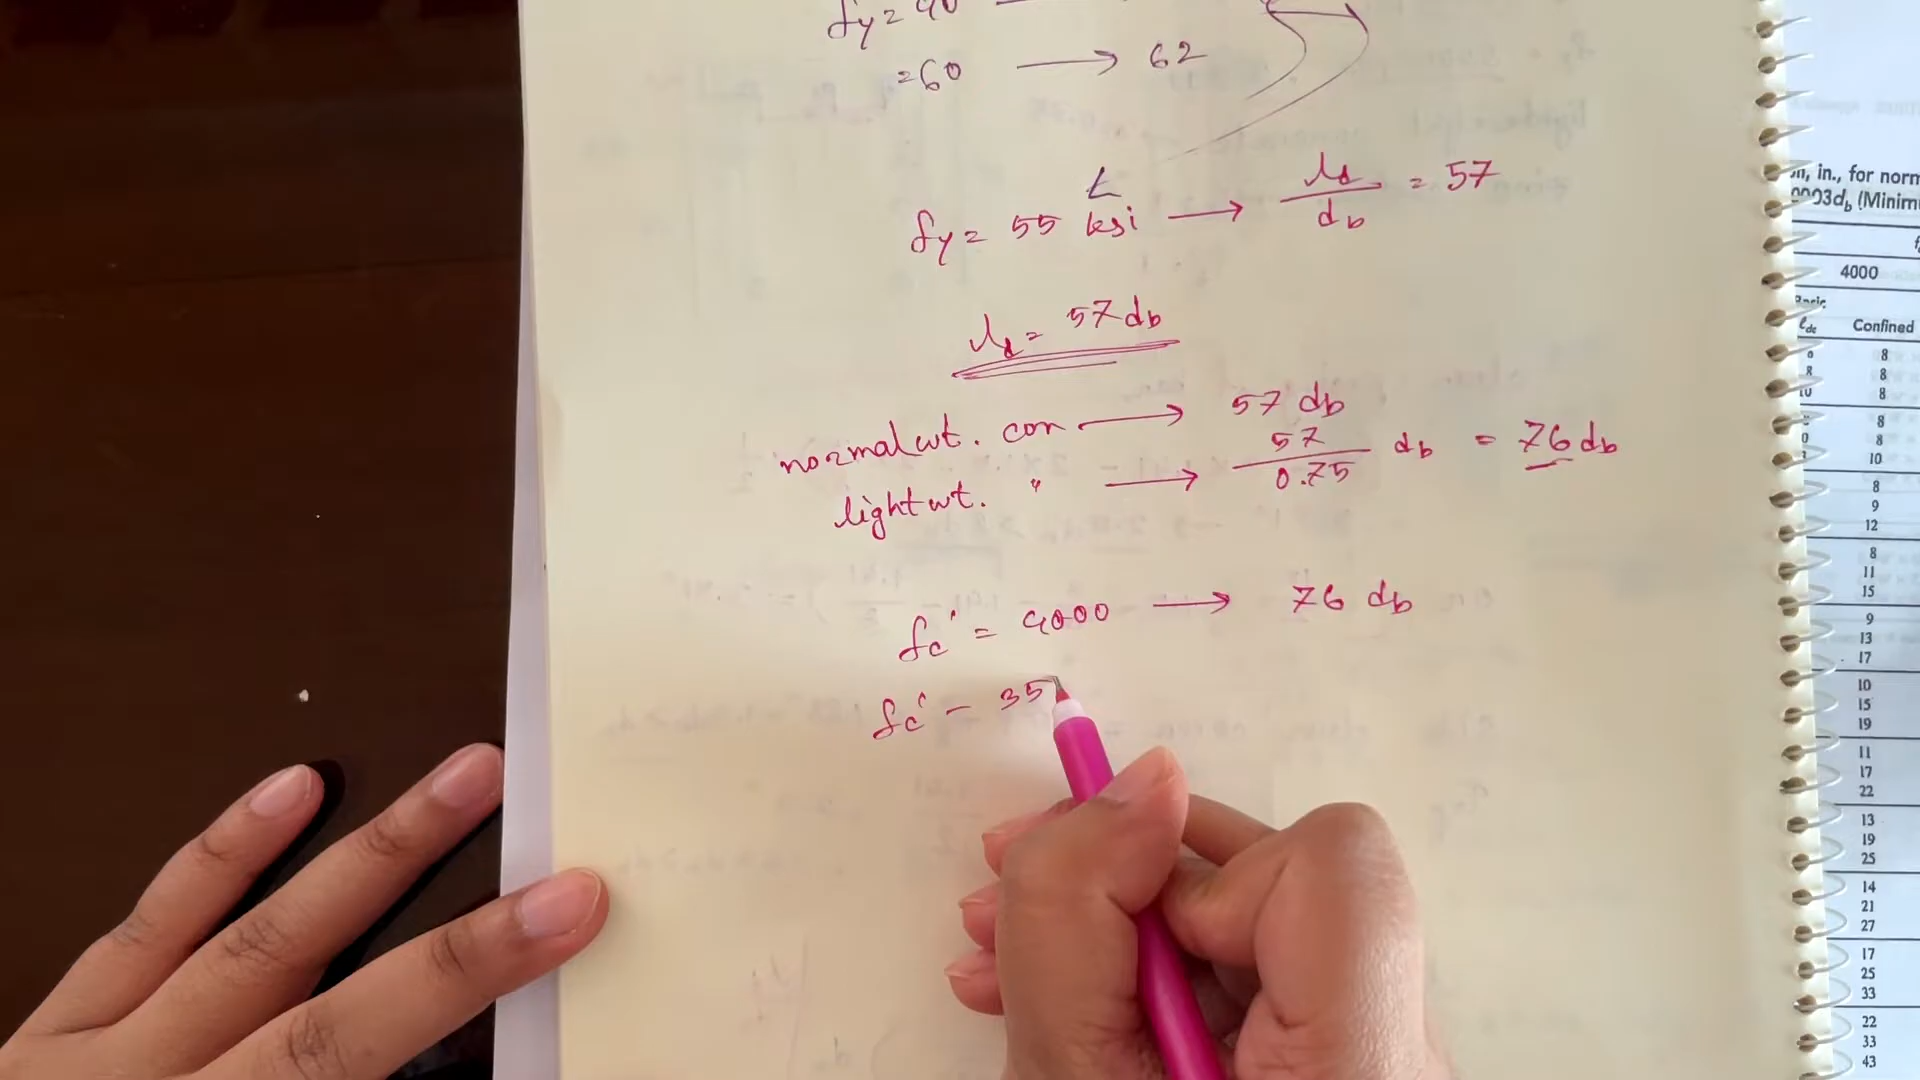 fy = 40
= 60 → 62
fy = 55 ksi → ld/db = 57
ld = 57 db
normal wt. con → 57 db
light wt. " → 57/0.75 db = 76 db
fc' = 4000 → 76 db
fc' - 35
in., for norm
003db (Minim
4000
Basic
ℓdc Confined
8
8
8
8
8
10
8
9
12
8
11
15
9
13
17
10
15
19
11
17
22
13
19
25
14
21
27
17
25
33
22
33
43